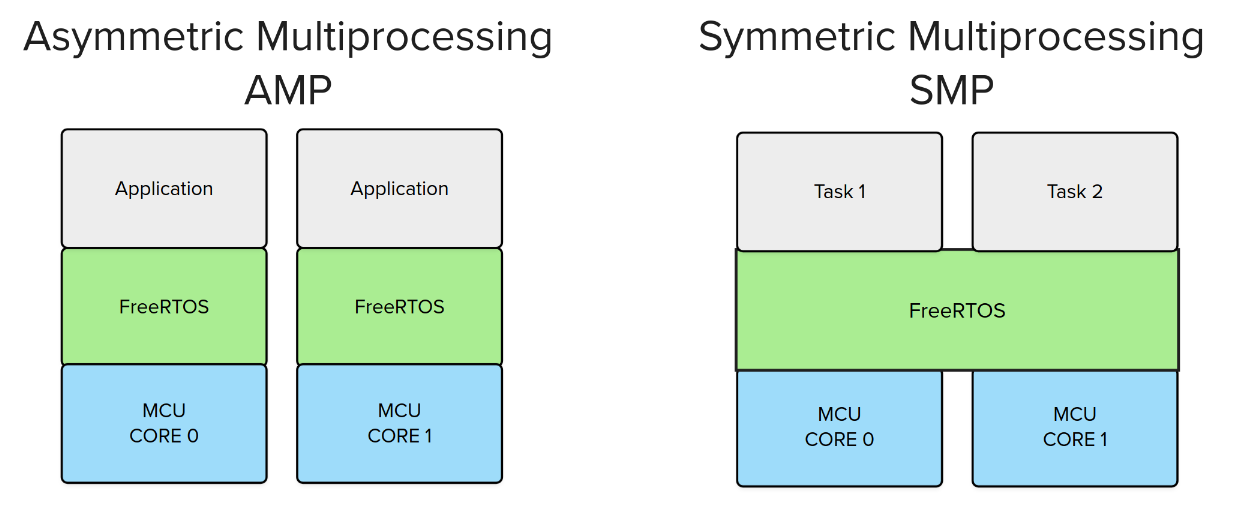 Asymmetric Multiprocessing
AMP
Application
Application
FreeRTOS
FreeRTOS
MCU
CORE 0
MCU
CORE 1
Symmetric Multiprocessing
SMP
Task 1
Task 2
FreeRTOS
MCU
CORE 0
MCU
CORE 1